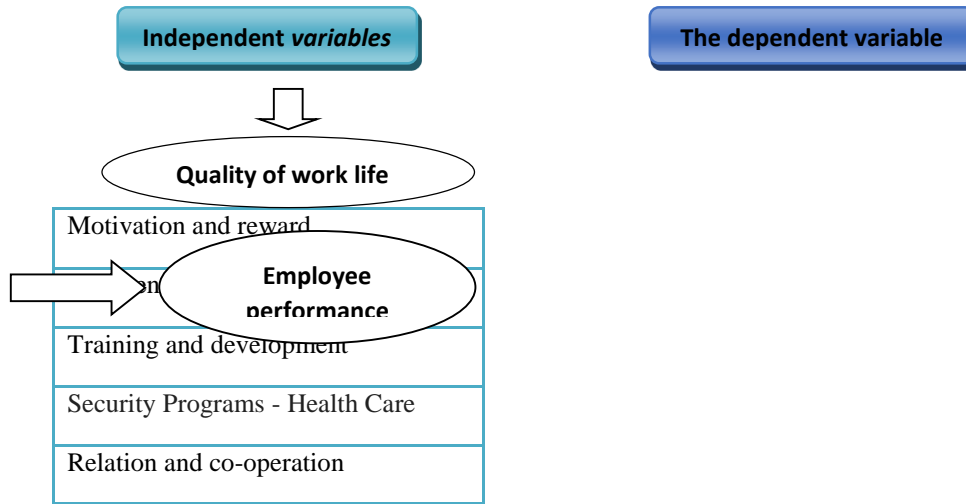 Independent variables
The dependent variable
Quality of work life
Motivation and reward
Employee
performance
Training and development
Security Programs - Health Care
Relation and co-operation